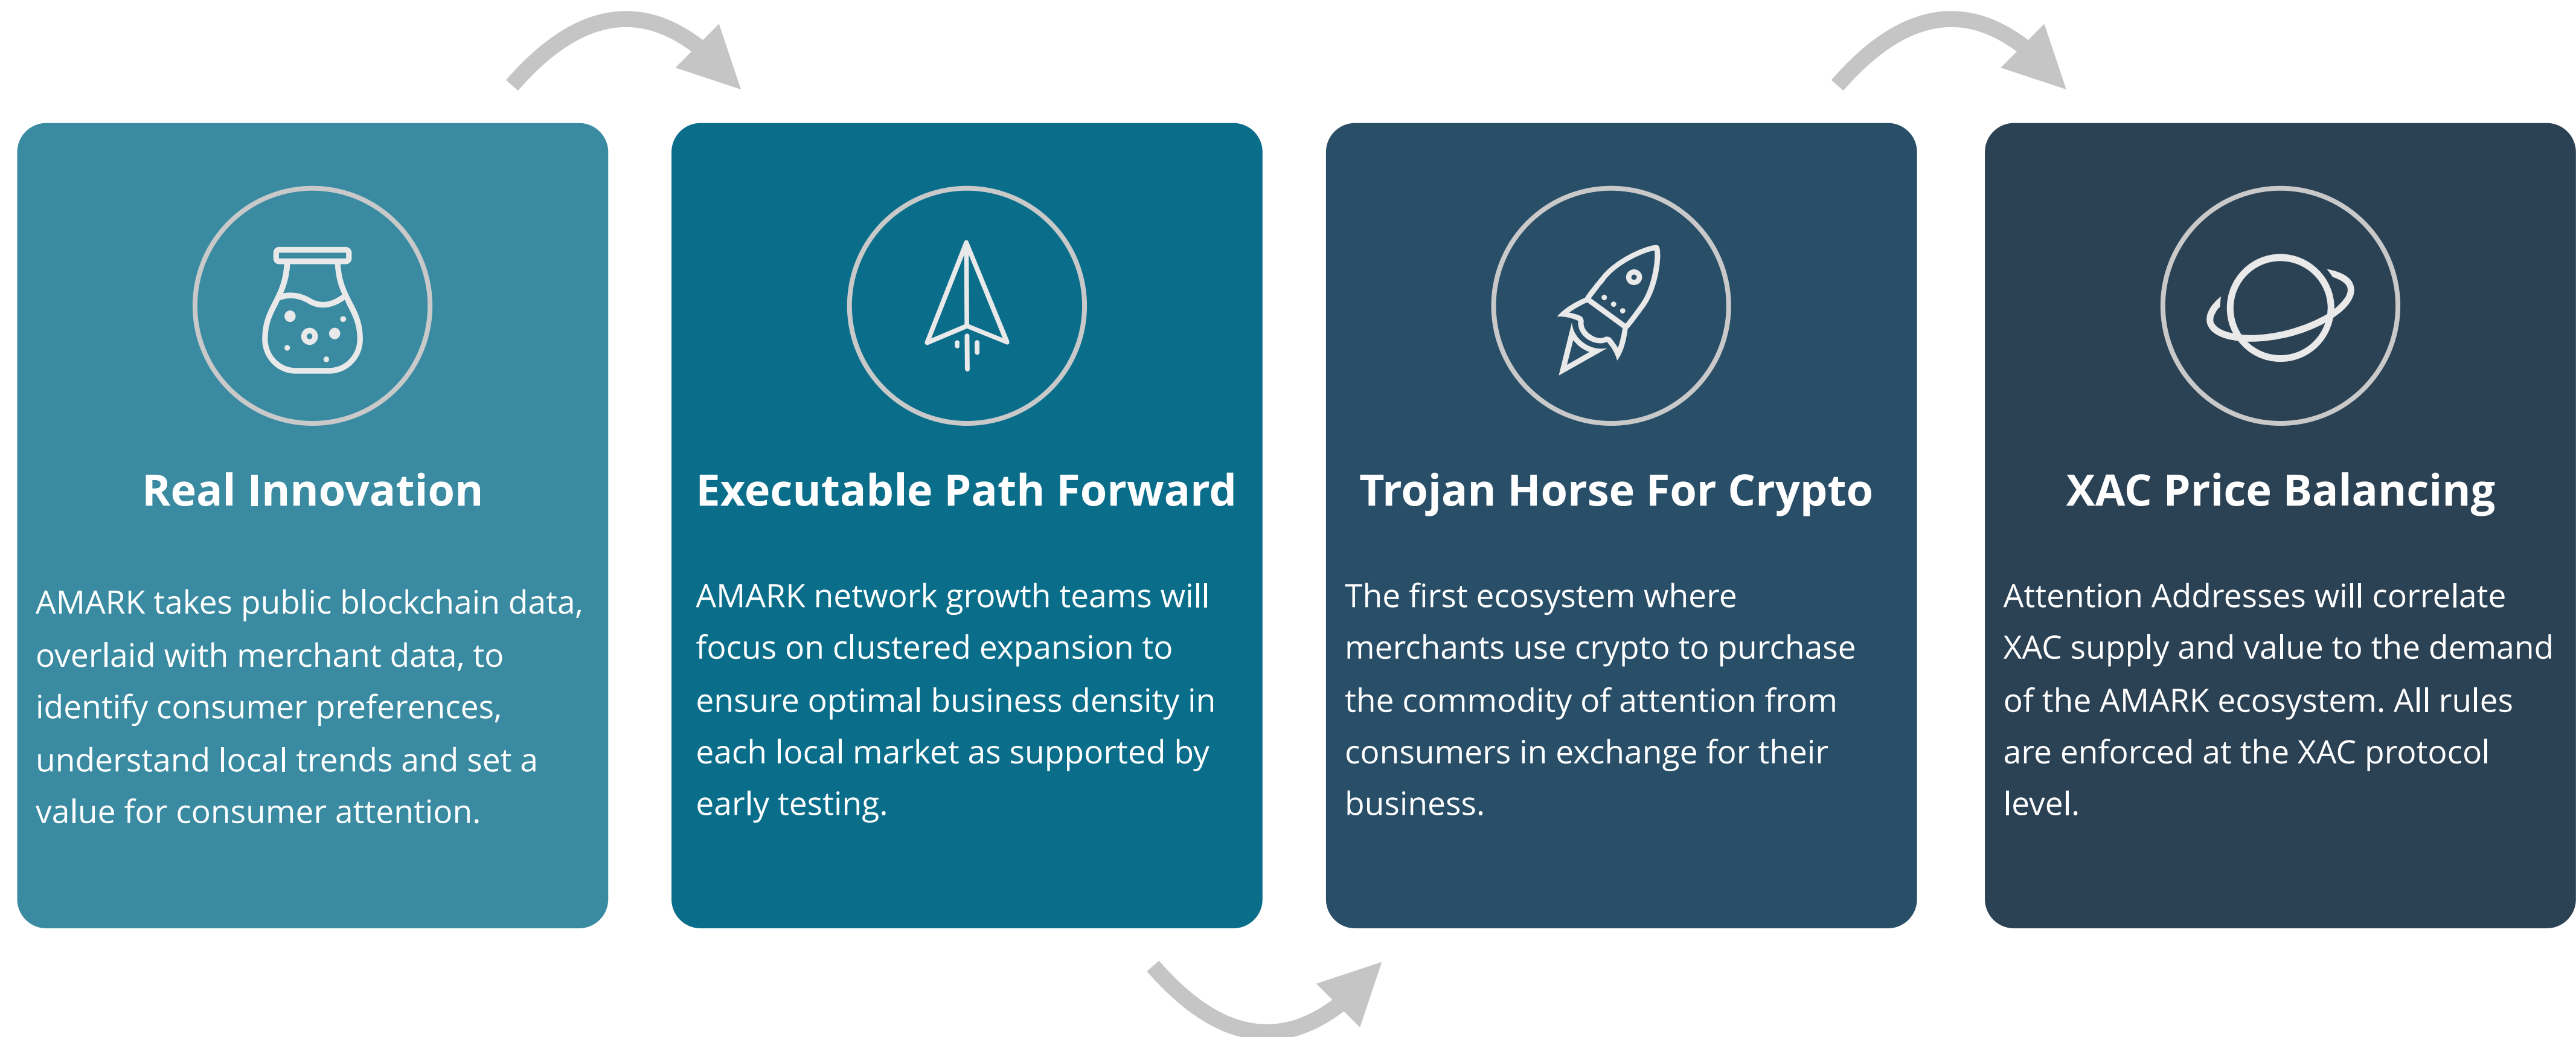 Real Innovation
AMARK takes public blockchain data,
overlaid with merchant data, to
identify consumer preferences,
understand local trends and set a
value for consumer attention.
Executable Path Forward
AMARK network growth teams will
focus on clustered expansion to
ensure optimal business density in
each local market as supported by
early testing.
Trojan Horse For Crypto
The first ecosystem where
merchants use crypto to purchase
the commodity of attention from
consumers in exchange for their
business.
XAC Price Balancing
Attention Addresses will correlate
XAC supply and value to the demand
of the AMARK ecosystem. All rules
are enforced at the XAC protocol
level.